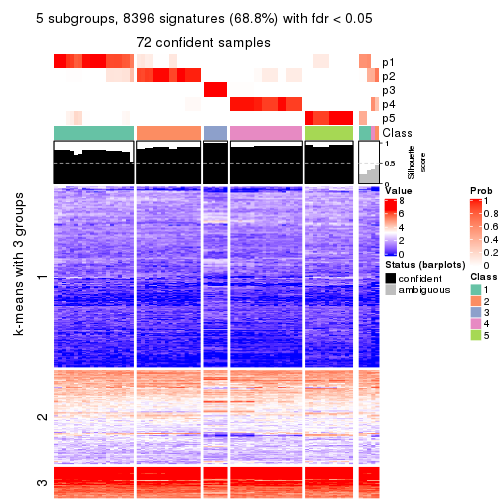 5 subgroups, 8396 signatures (68.8%) with fdr < 0.05
72 confident samples
p1
p2
p3
p4
p5
Class
1
0.5
0
Silhouette
score
k-means with 3 groups
1
2
3
Value
8
6
4
2
0
Status (barplots)
confident
ambiguous
Prob
1
0.8
0.6
0.4
0.2
0
Class
1
2
3
4
5